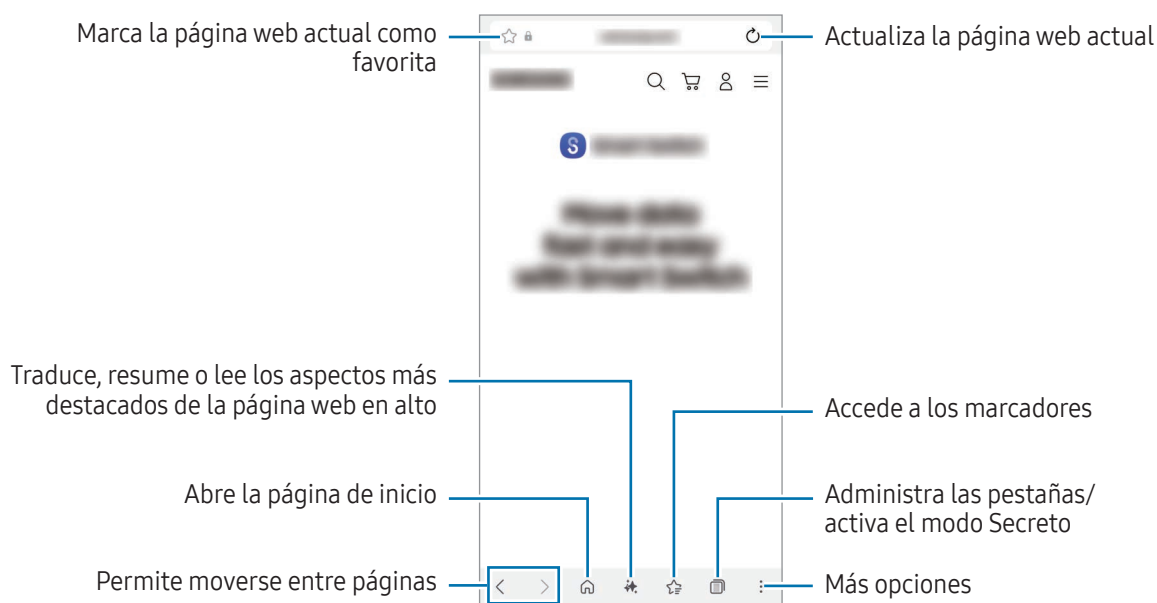 Marca la página web actual como
favorita
Actualiza la página web actual
S
Traduce, resume o lee los aspectos más
destacados de la página web en alto
Accede a los marcadores
Abre la página de inicio
Administra las pestañas/
activa el modo Secreto
Permite moverse entre páginas
Más opciones